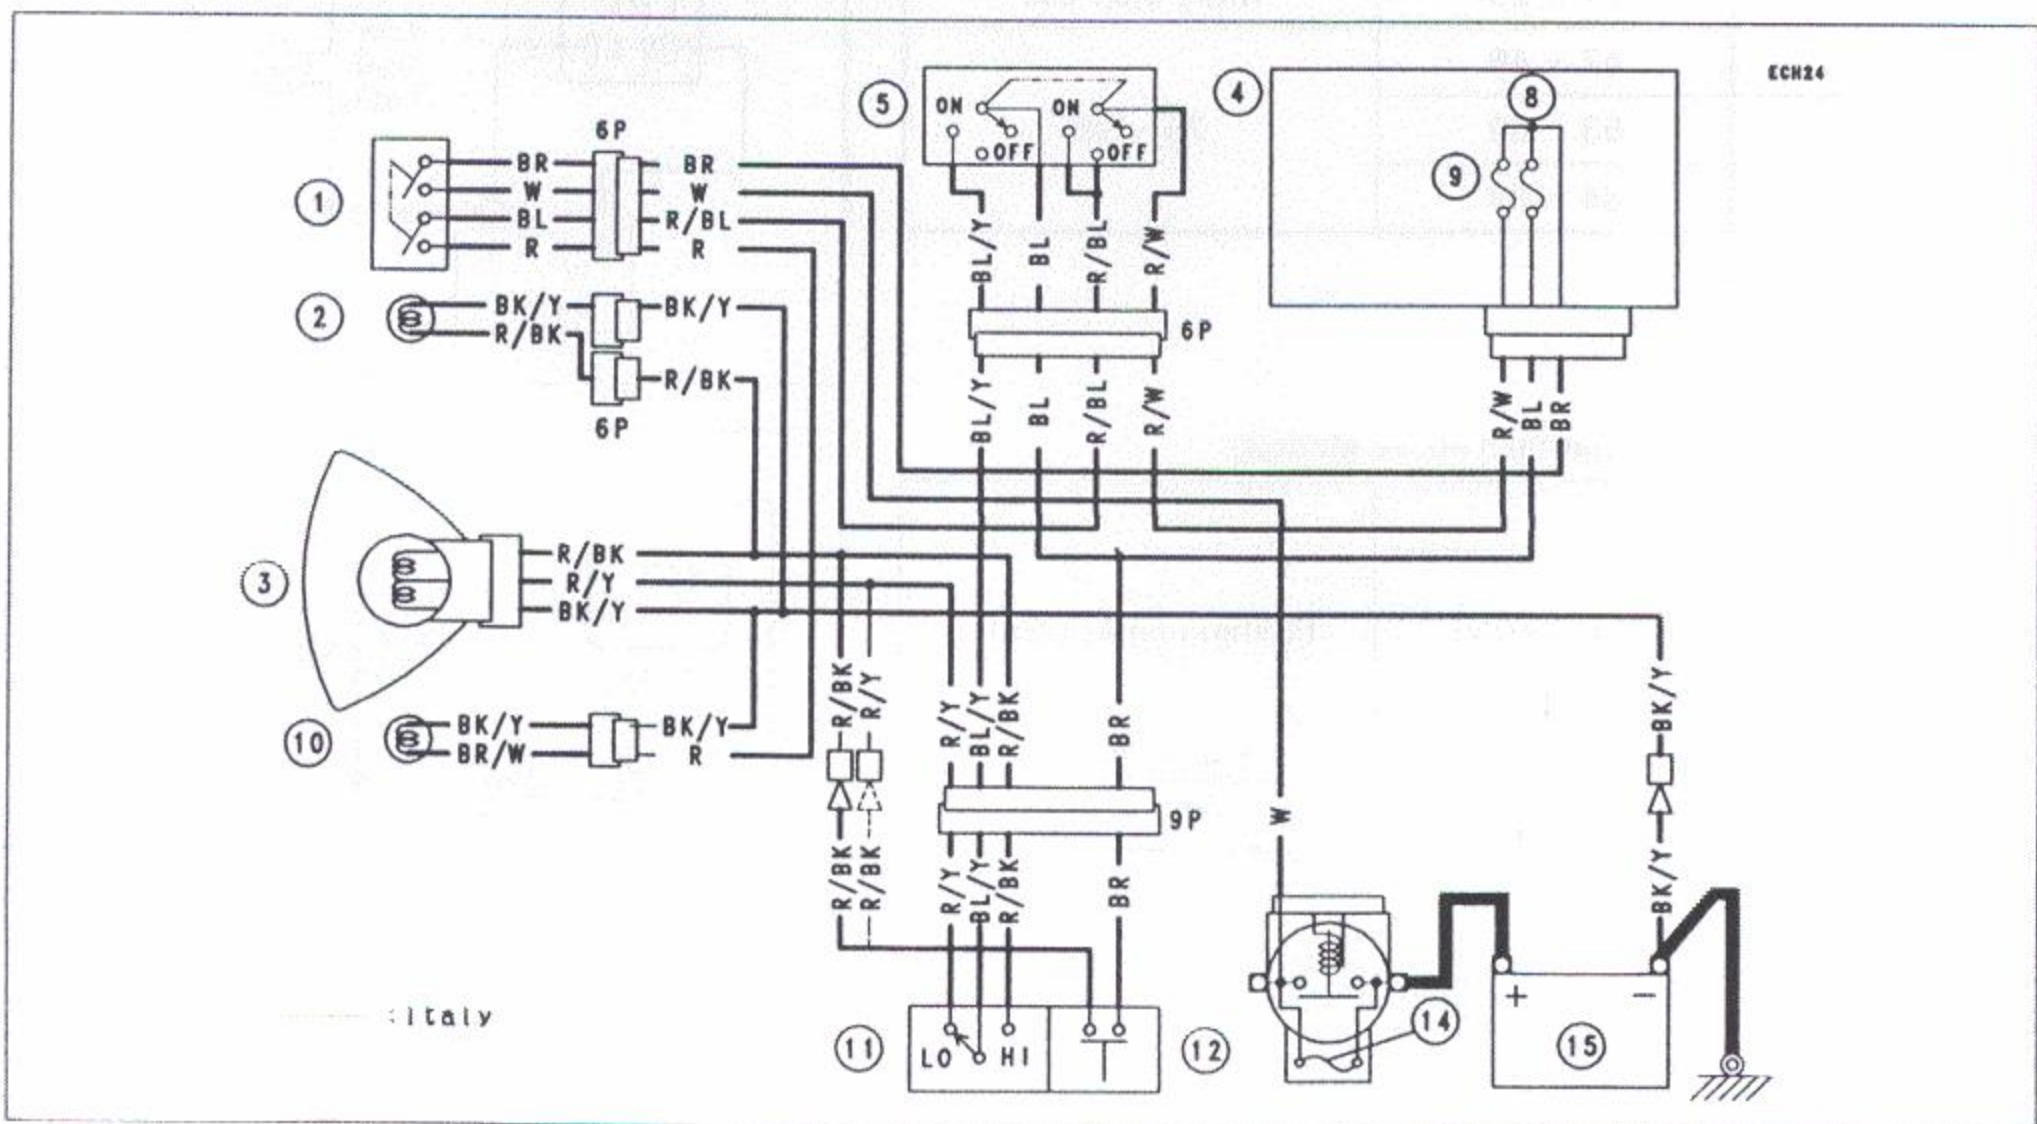 ECH24
8
5
4
ON
ON
OFF
OFF
9
6P
1
BR
BR
W
W
BL
R/BL
R
R
BL/Y
BL
R/BL
R/W
2
BK/Y
BK/Y
R/BK
R/BK
6P
6P
BL/Y
BL
R/BL
R/W
R/W
BL
BR
3
R/BK
R/Y
BK/Y
10
BK/Y
BK/Y
BR/W
R
R/BK
R/Y
R/Y
BL/Y
R/BK
BR
BK/Y
W
9P
R/BK
R/BK
R/Y
BL/Y
R/BK
BR
BK/Y
: Italy
11
LO
HI
12
14
+
−
15